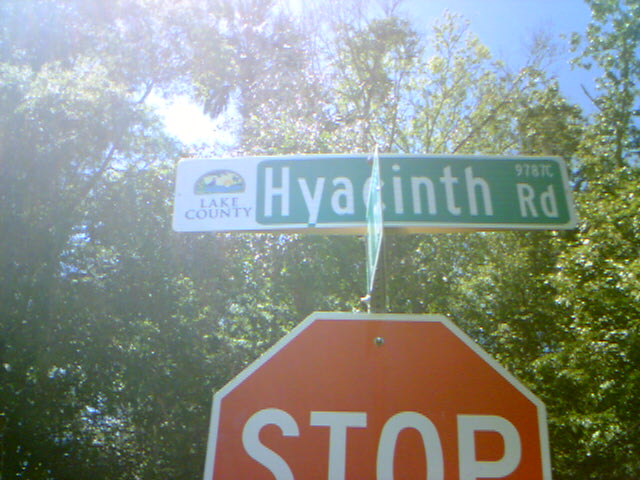 LAKE
COUNTY
Hyacinth Rd
9787C
STOP